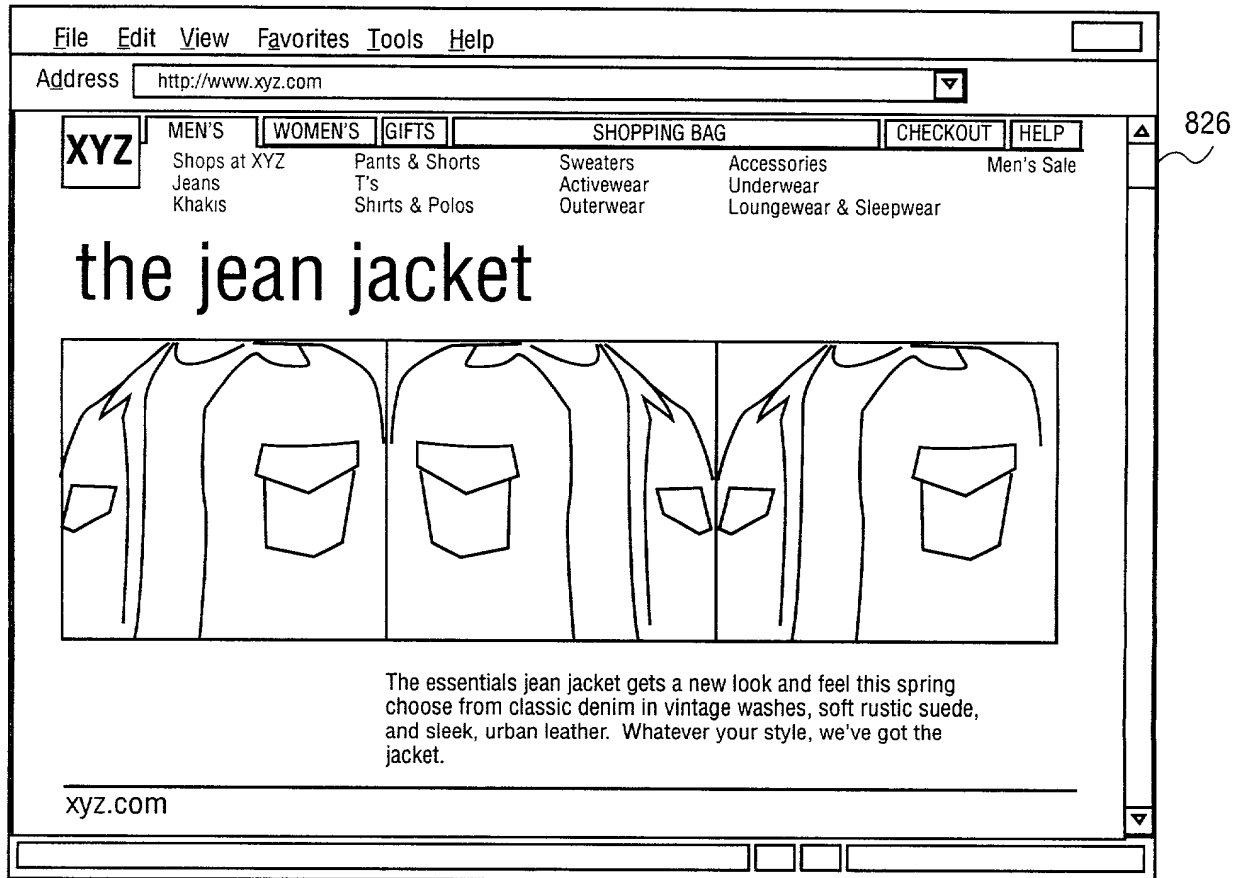 File Edit View Favorites Tools Help
Address http://www.xyz.com
826
XYZ MEN'S WOMEN'S GIFTS SHOPPING BAG CHECKOUT HELP
Shops at XYZ Pants & Shorts Sweaters Accessories Men's Sale
Jeans T's Activewear Underwear
Khakis Shirts & Polos Outerwear Loungewear & Sleepwear
the jean jacket
The essentials jean jacket gets a new look and feel this spring
choose from classic denim in vintage washes, soft rustic suede,
and sleek, urban leather. Whatever your style, we've got the
jacket.
xyz.com